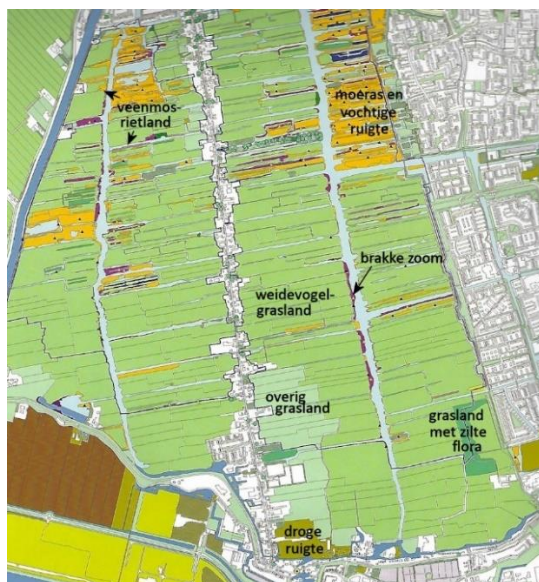 veenmos-
rietland
moeras en
vochtige
ruigte
brakke zoom
weidevogel-
grasland
overig
grasland
grasland
met zilte
flora
droge
ruigte